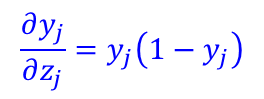 ∂y_j/∂z_j = y_j(1 − y_j)